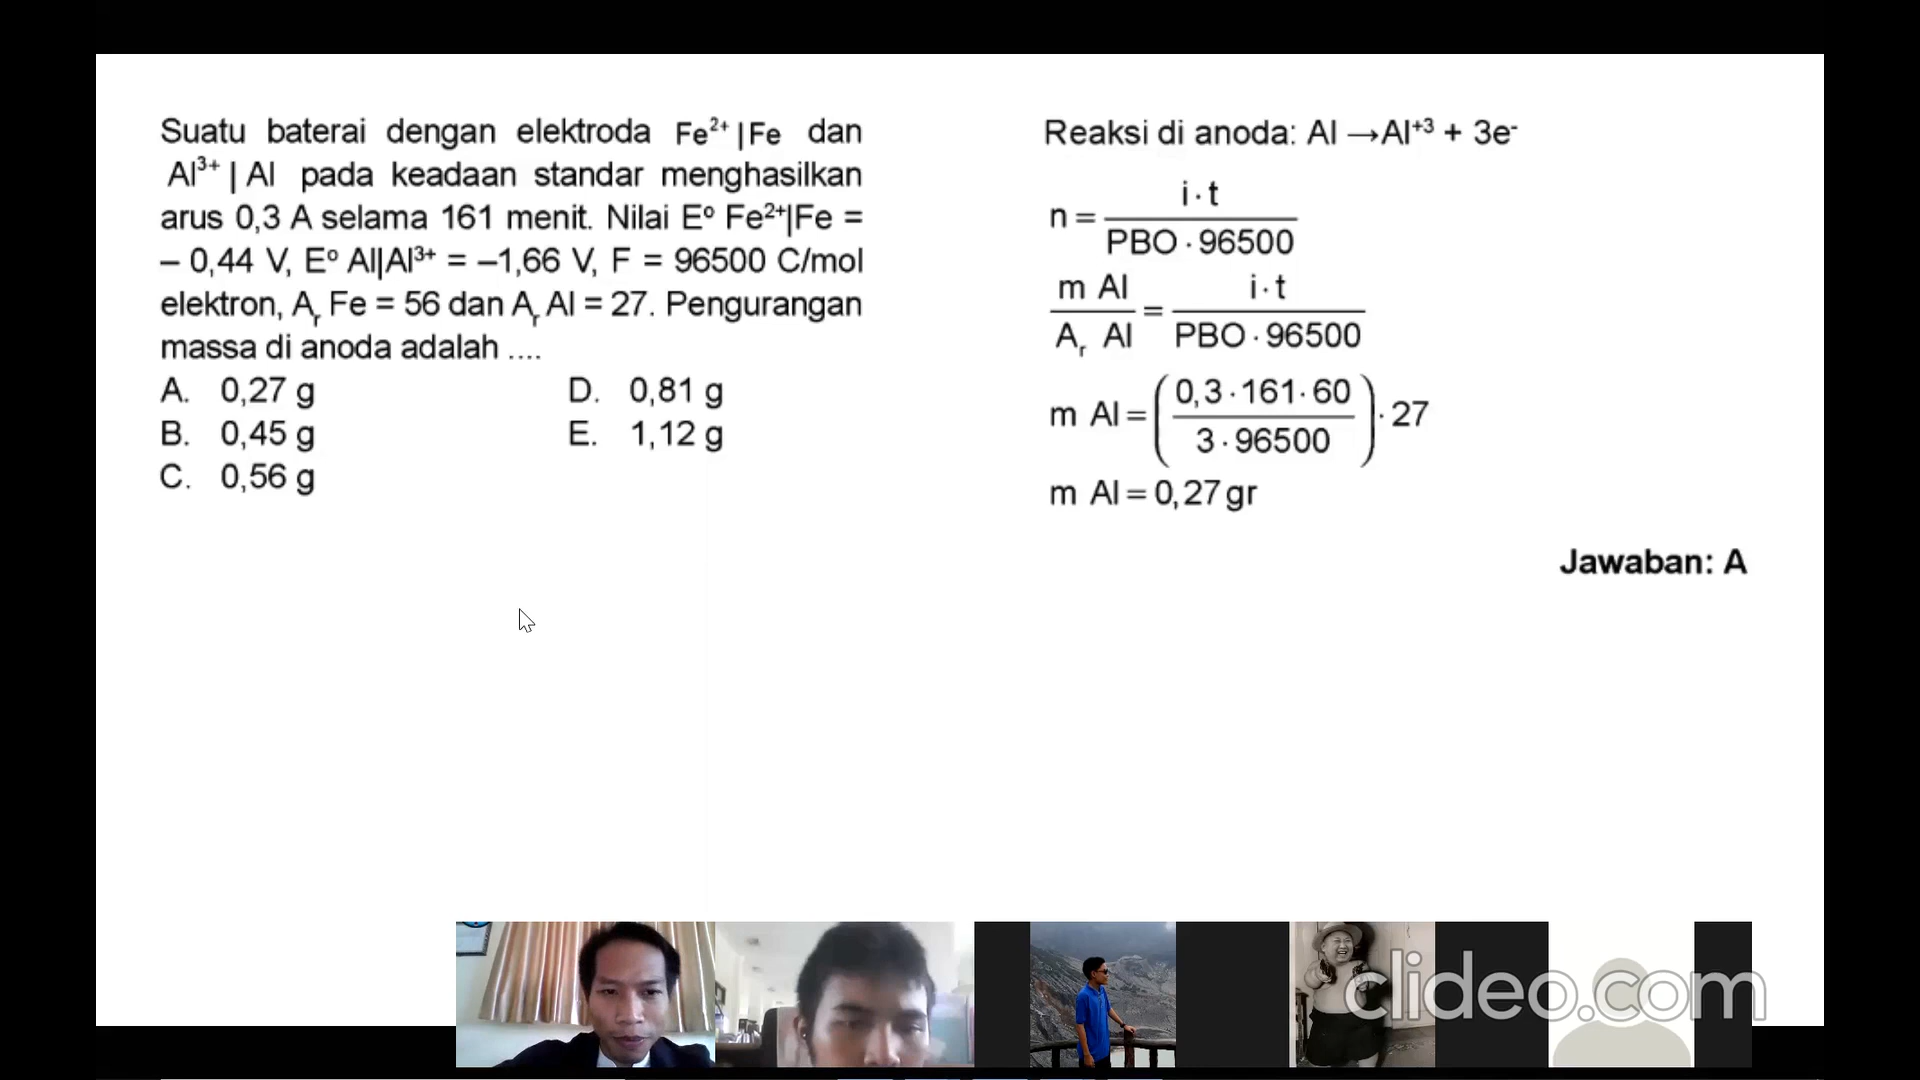 Suatu baterai dengan elektroda Fe²⁺|Fe dan
Al³⁺ | Al pada keadaan standar menghasilkan
arus 0,3 A selama 161 menit. Nilai Eº Fe²⁺|Fe =
– 0,44 V, Eº Al||Al³⁺ = –1,66 V, F = 96500 C/mol
elektron, Aᵣ Fe = 56 dan Aᵣ Al = 27. Pengurangan
massa di anoda adalah ....
A. 0,27 g
B. 0,45 g
C. 0,56 g
D. 0,81 g
E. 1,12 g
Reaksi di anoda: Al →Al⁺³ + 3e⁻
n = i·t / PBO·96500
m Al / Aᵣ Al = i·t / PBO·96500
m Al = (0,3·161·60 / 3·96500)·27
m Al = 0,27 gr
Jawaban: A
clideo.com